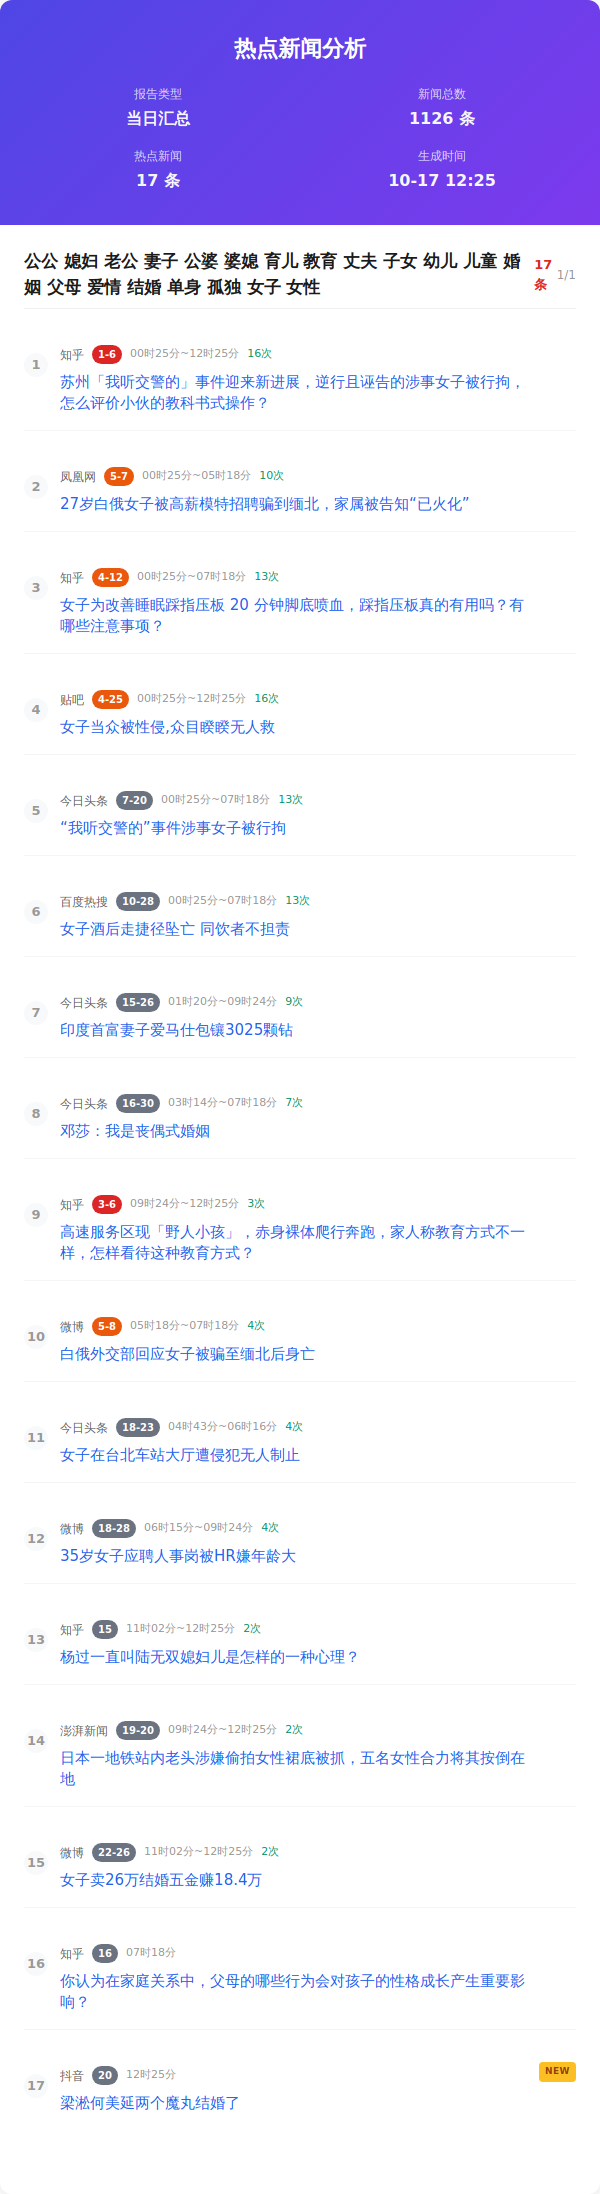 热点新闻分析
报告类型
新闻总数
当日汇总
1126 条
热点新闻
生成时间
17 条
10-17 12:25
公公 媳妇 老公 妻子 公婆 婆媳 育儿 教育 丈夫 子女 幼儿 儿童 婚
姻 父母 爱情 结婚 单身 孤独 女子 女性
17
条
1/1
1
知乎 1-6 00时25分~12时25分 16次
苏州「我听交警的」事件迎来新进展，逆行且诬告的涉事女子被行拘，
怎么评价小伙的教科书式操作？
2
凤凰网 5-7 00时25分~05时18分 10次
27岁白俄女子被高薪模特招聘骗到缅北，家属被告知“已火化”
3
知乎 4-12 00时25分~07时18分 13次
女子为改善睡眠踩指压板 20 分钟脚底喷血，踩指压板真的有用吗？有
哪些注意事项？
4
贴吧 4-25 00时25分~12时25分 16次
女子当众被性侵,众目睽睽无人救
5
今日头条 7-20 00时25分~07时18分 13次
“我听交警的”事件涉事女子被行拘
6
百度热搜 10-28 00时25分~07时18分 13次
女子酒后走捷径坠亡 同饮者不担责
7
今日头条 15-26 01时20分~09时24分 9次
印度首富妻子爱马仕包镶3025颗钻
8
今日头条 16-30 03时14分~07时18分 7次
邓莎：我是丧偶式婚姻
9
知乎 3-6 09时24分~12时25分 3次
高速服务区现「野人小孩」，赤身裸体爬行奔跑，家人称教育方式不一
样，怎样看待这种教育方式？
10
微博 5-8 05时18分~07时18分 4次
白俄外交部回应女子被骗至缅北后身亡
11
今日头条 18-23 04时43分~06时16分 4次
女子在台北车站大厅遭侵犯无人制止
12
微博 18-28 06时15分~09时24分 4次
35岁女子应聘人事岗被HR嫌年龄大
13
知乎 15 11时02分~12时25分 2次
杨过一直叫陆无双媳妇儿是怎样的一种心理？
14
澎湃新闻 19-20 09时24分~12时25分 2次
日本一地铁站内老头涉嫌偷拍女性裙底被抓，五名女性合力将其按倒在
地
15
微博 22-26 11时02分~12时25分 2次
女子卖26万结婚五金赚18.4万
16
知乎 16 07时18分
你认为在家庭关系中，父母的哪些行为会对孩子的性格成长产生重要影
响？
NEW
17
抖音 20 12时25分
梁淞何美延两个魔丸结婚了